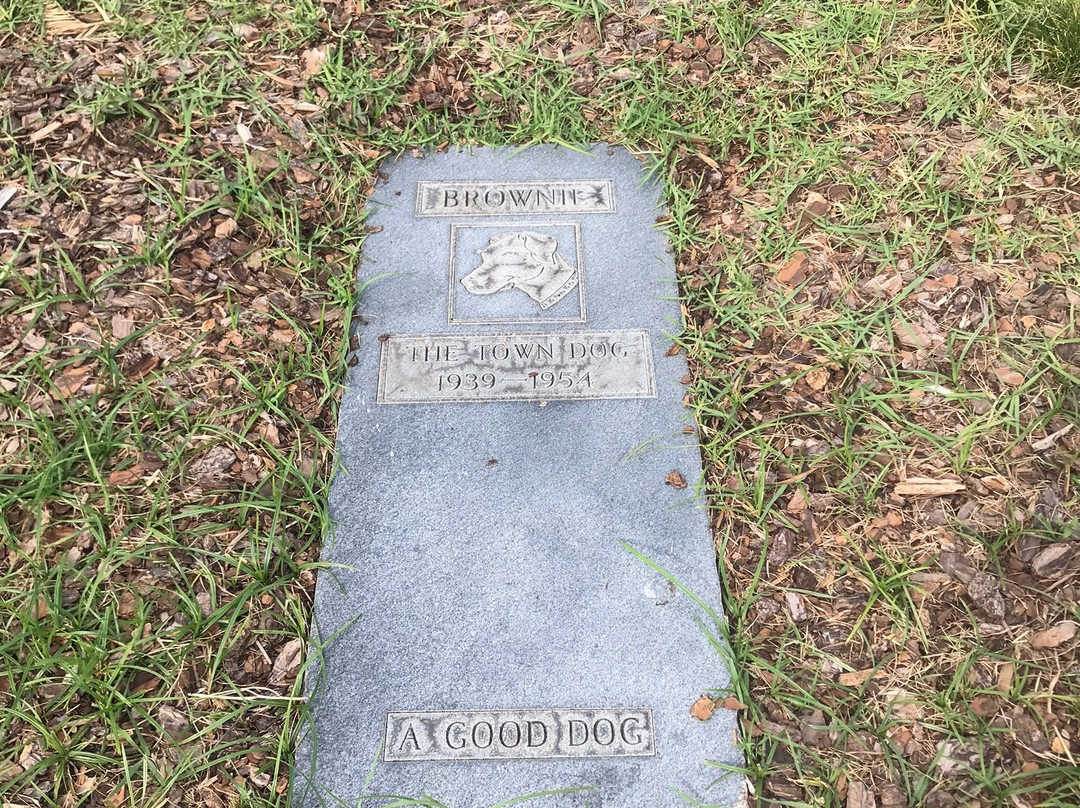 BROWNIE
THE TOWN DOG
1939–1954
A GOOD DOG